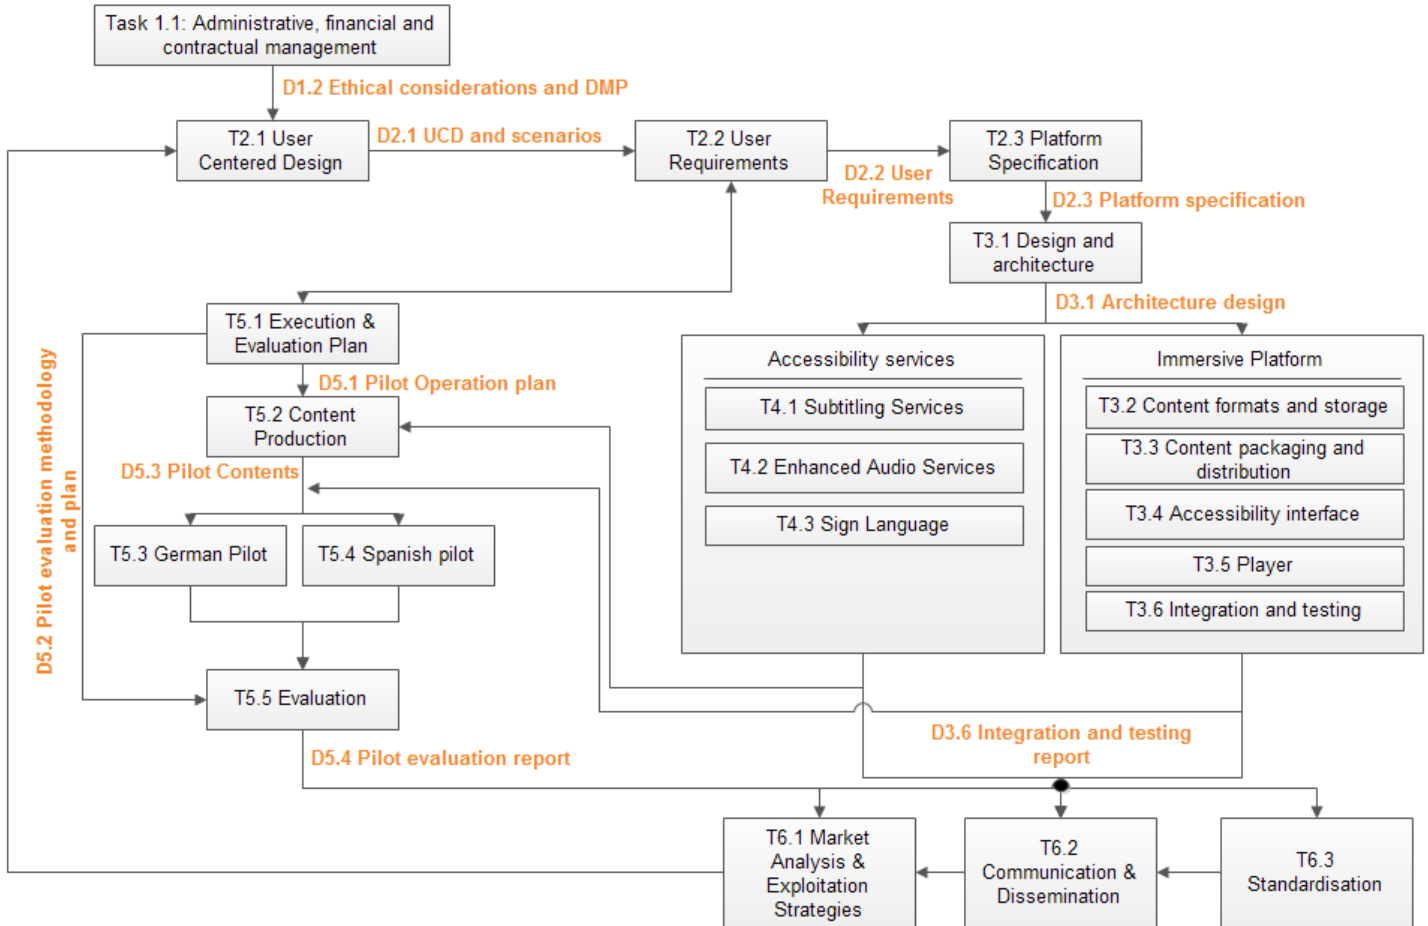 Task 1.1: Administrative, financial and
contractual management
D1.2 Ethical considerations and DMP
T2.1 User
Centered Design
D2.1 UCD and scenarios
T2.2 User
Requirements
D2.2 User
Requirements
T2.3 Platform
Specification
D2.3 Platform specification
T3.1 Design and
architecture
D3.1 Architecture design
T5.1 Execution &
Evaluation Plan
D5.1 Pilot Operation plan
T5.2 Content
Production
D5.3 Pilot Contents
D5.2 Pilot evaluation methodology
and plan
T5.3 German Pilot
T5.4 Spanish pilot
T5.5 Evaluation
D5.4 Pilot evaluation report
Accessibility services
T4.1 Subtitling Services
T4.2 Enhanced Audio Services
T4.3 Sign Language
Immersive Platform
T3.2 Content formats and storage
T3.3 Content packaging and
distribution
T3.4 Accessibility interface
T3.5 Player
T3.6 Integration and testing
D3.6 Integration and testing
report
T6.1 Market
Analysis &
Exploitation
Strategies
T6.2
Communication &
Dissemination
T6.3
Standardisation